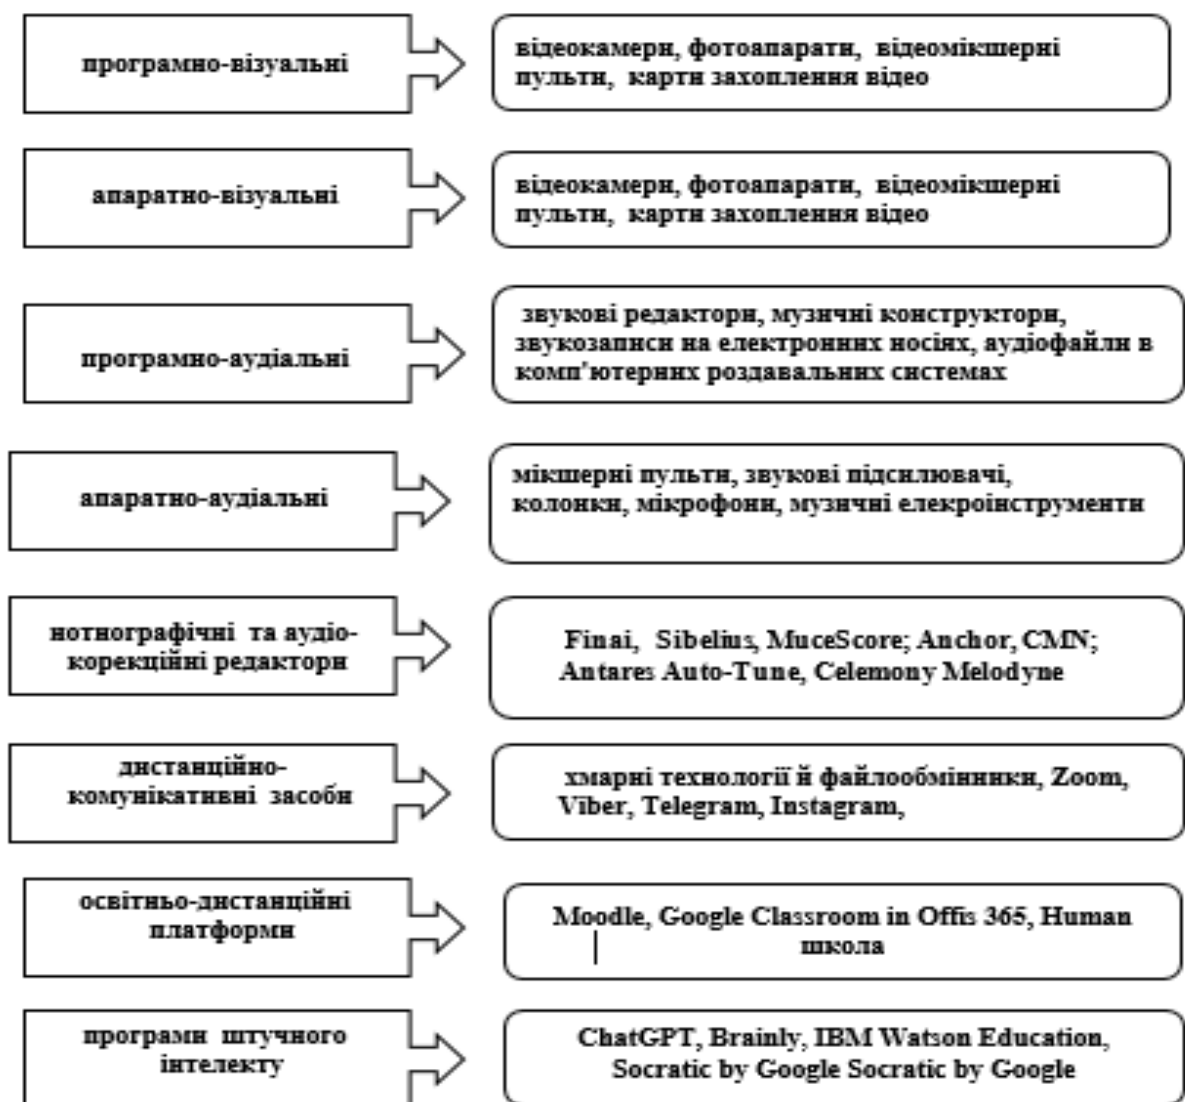 програмно-візуальні
відеокамери, фотоапарати, відеомікшерні
пульти, карти захоплення відео
апаратно-візуальні
відеокамери, фотоапарати, відеомікшерні
пульти, карти захоплення відео
програмно-аудіальні
звукові редактори, музичні конструктори,
звукозаписи на електронних носіях, аудіофайли в
комп'ютерних роздавальних системах
апаратно-аудіальні
мікшерні пульти, звукові підсилювачі,
колонки, мікрофони, музичні елекроінструменти
нотнографічні та аудіо-
корекційні редактори
Finai, Sibelius, MuceScore; Anchor, CMN;
Antares Auto-Tune, Celemony Melodyne
дистанційно-
комунікативні засоби
хмарні технології й файлообмінники, Zoom,
Viber, Telegram, Instagram,
освітньо-дистанційні
платформи
Moodle, Google Classroom in Offis 365, Human
школа
програми штучного
інтелекту
ChatGPT, Brainly, IBM Watson Education,
Socratic by Google Socratic by Google